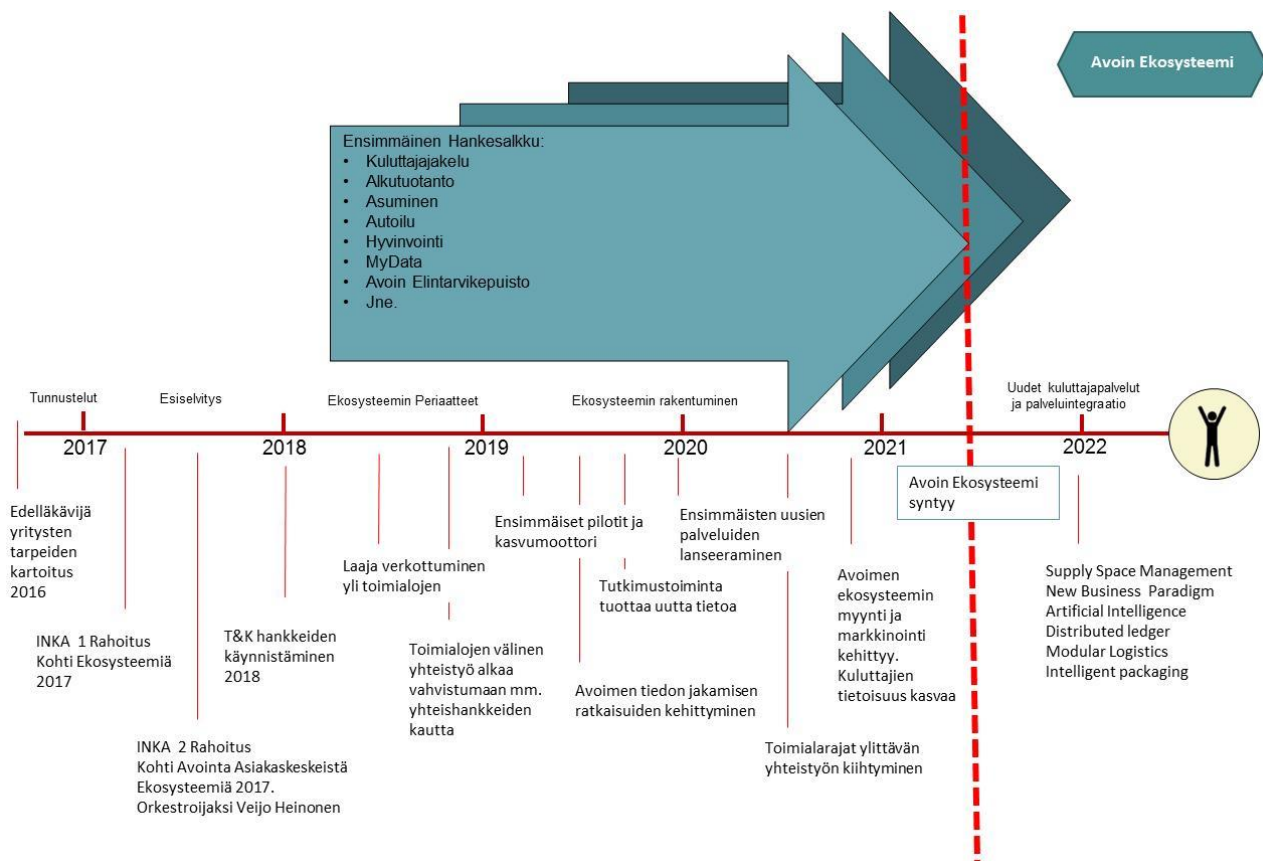 Avoin Ekosysteemi
Ensimmäinen Hankesalkku:
• Kuluttajajakelu
• Alkutuotanto
• Asuminen
• Autoilu
• Hyvinvointi
• MyData
• Avoin Elintarvikepuisto
• Jne.
Tunnustelut
Esiselvitys
Ekosysteemin Periaatteet
Ekosysteemin rakentuminen
Uudet kuluttajapalvelut
ja palveluintegraatio
2017
2018
2019
2020
2021
2022
Avoin Ekosysteemi
syntyy
Edelläkävijä
yritysten
tarpeiden
kartoitus
2016
INKA 1 Rahoitus
Kohti Ekosysteemiä
2017
INKA 2 Rahoitus
Kohti Avointa Asiakaskeskeistä
Ekosysteemiä 2017.
Orkestroijaksi Veijo Heinonen
T&K hankkeiden
käynnistäminen
2018
Laaja verkottuminen
yli toimialojen
Toimialojen välinen
yhteistyö alkaa
vahvistumaan mm.
yhteishankkeiden
kautta
Ensimmäiset pilotit ja
kasvumoottori
Avoimen tiedon jakamisen
ratkaisuiden kehittyminen
Tutkimustoiminta
tuottaa uutta tietoa
Ensimmäisten uusien
palveluiden
lanseeraminen
Toimialarajat ylittävän
yhteistyön kiihtyminen
Avoimen
ekosysteemin
myynti ja
markkinointi
kehittyy.
Kuluttajien
tietoisuus kasvaa
Supply Space Management
New Business Paradigm
Artificial Intelligence
Distributed ledger
Modular Logistics
Intelligent packaging